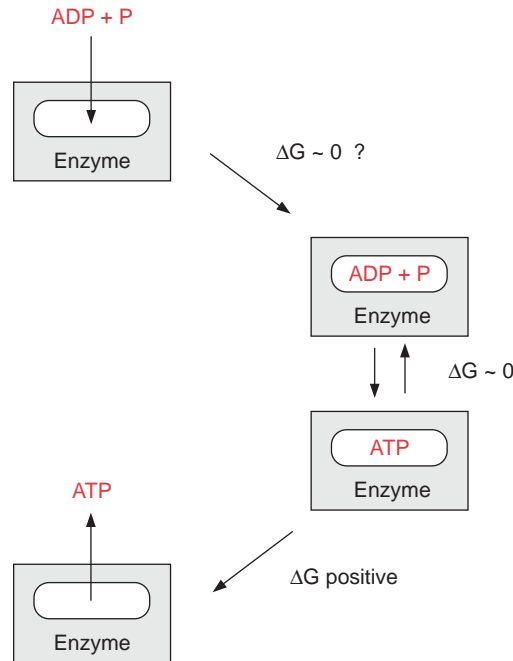 ADP + P
Enzyme
ΔG ~ 0 ?
ADP + P
Enzyme
ΔG ~ 0
ATP
Enzyme
ATP
ΔG positive
Enzyme